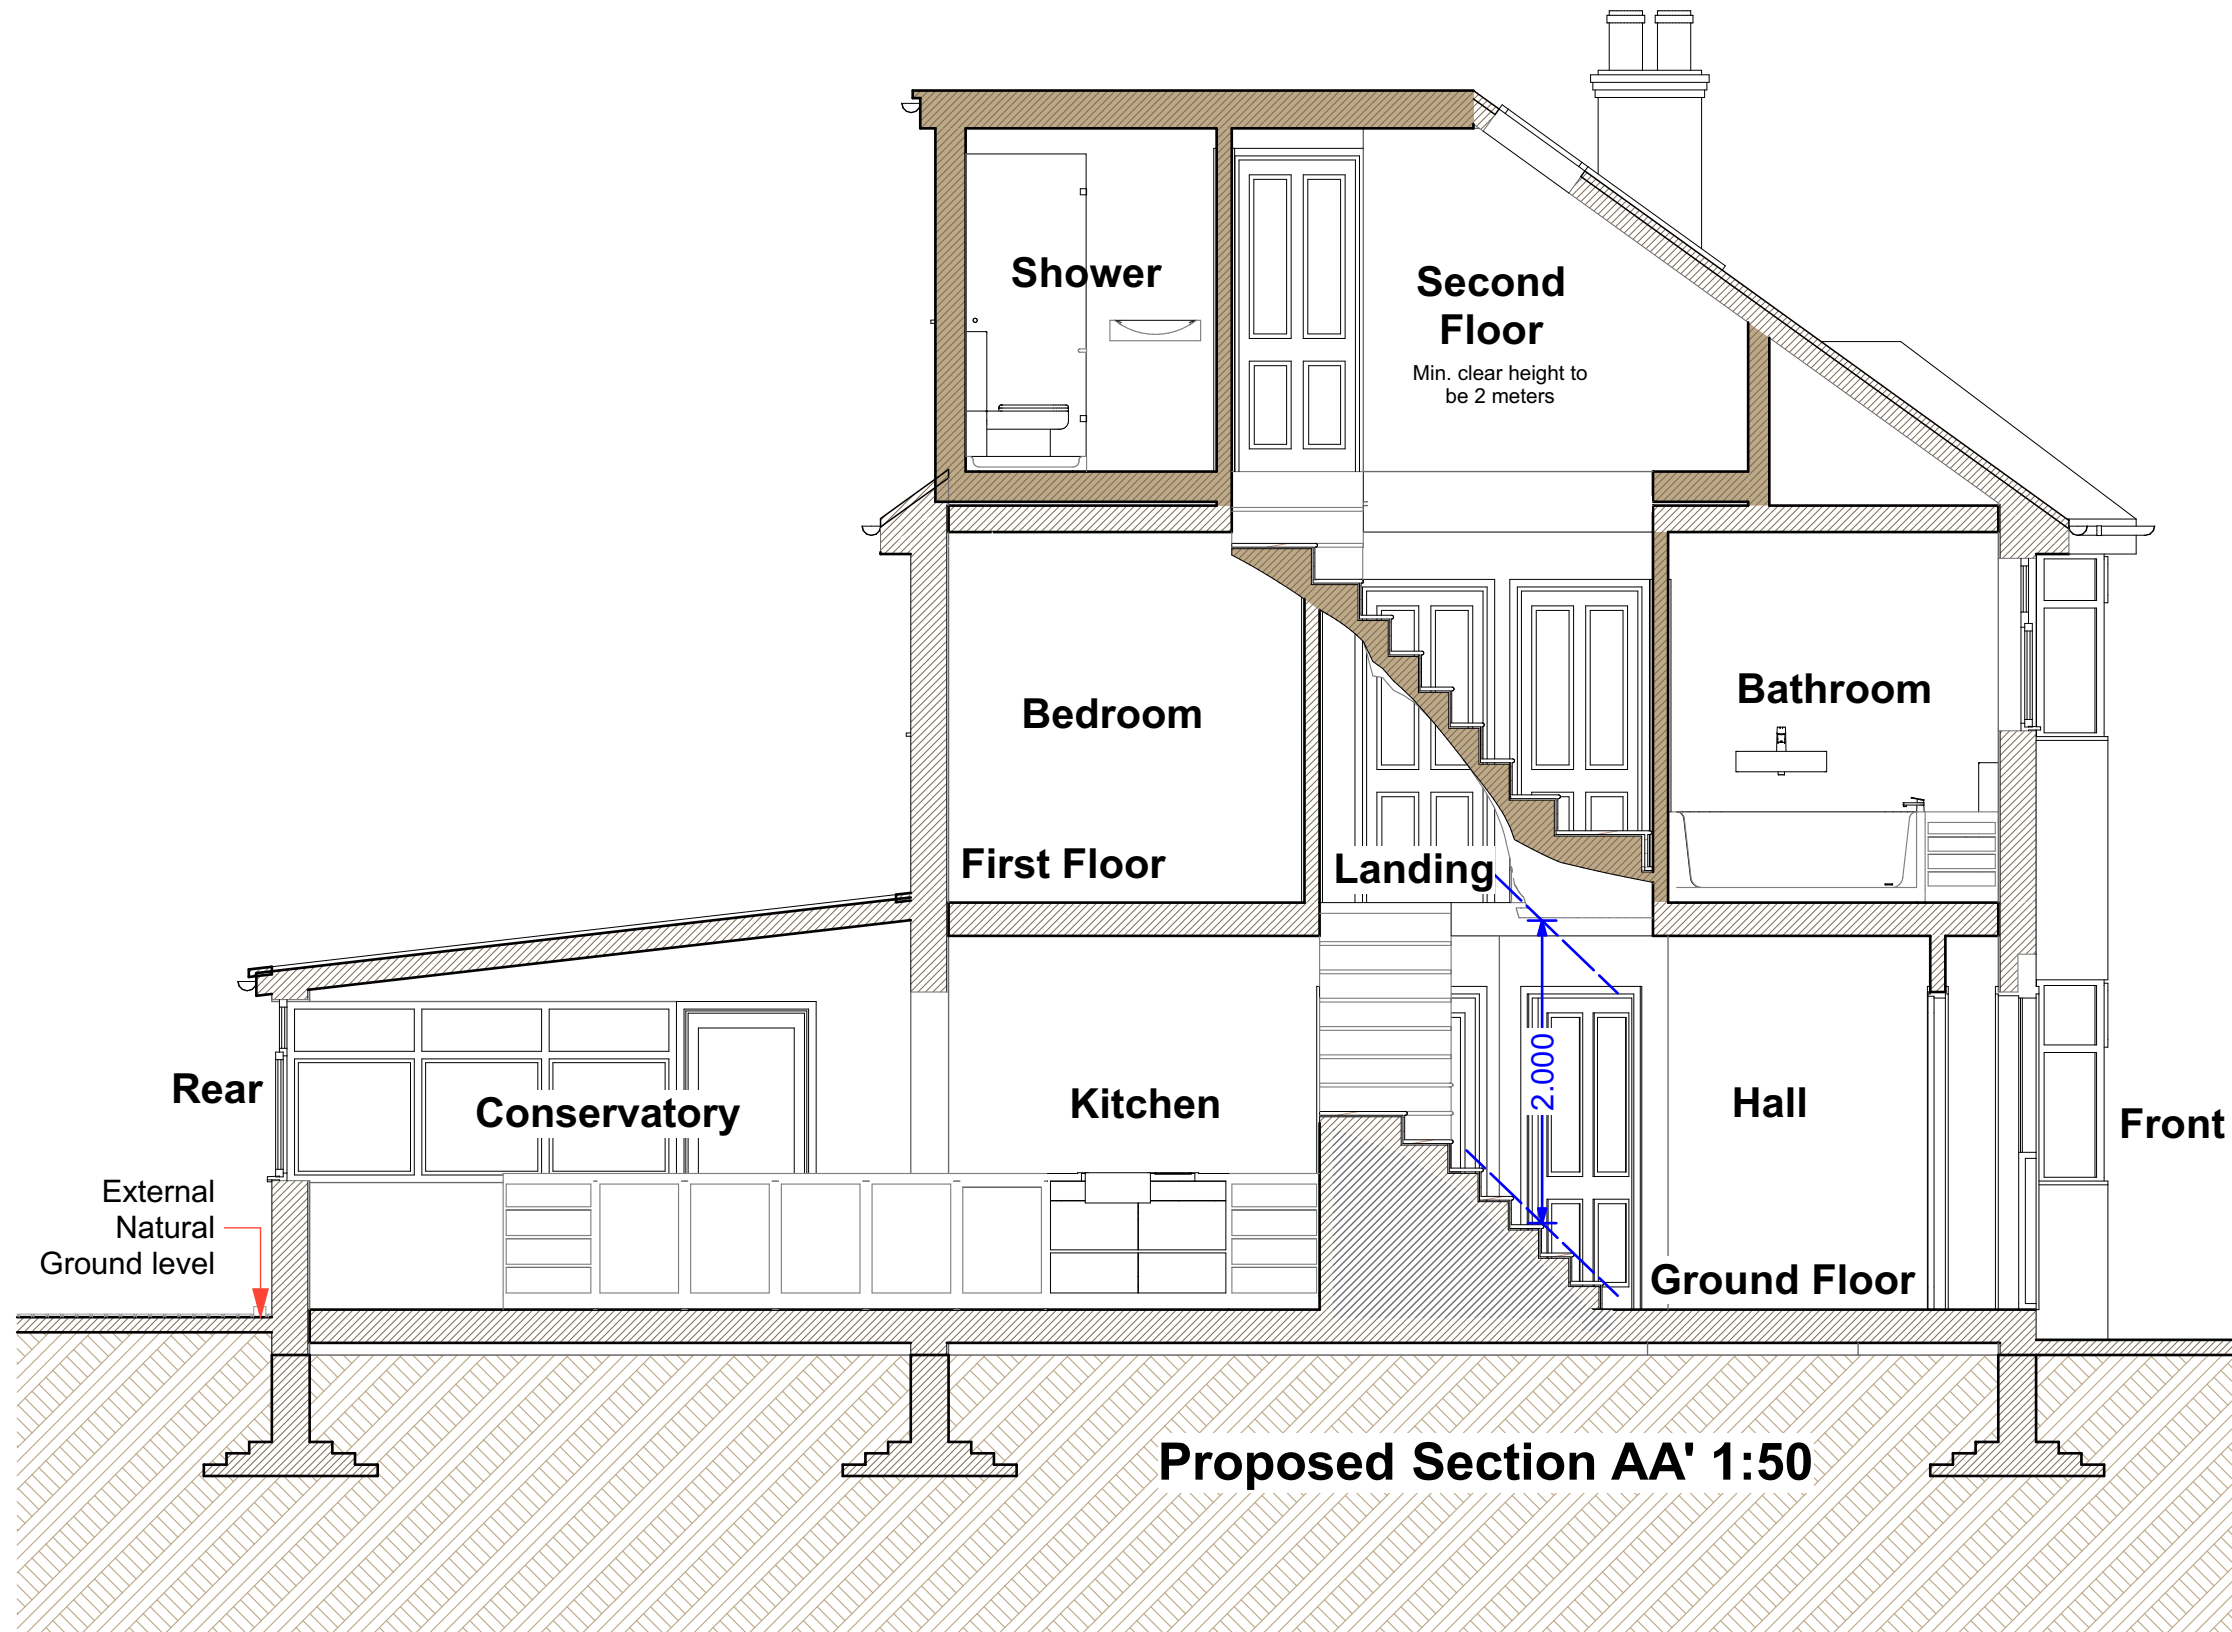 Shower
Second
Floor
Min. clear height to
be 2 meters
Bedroom
Bathroom
First Floor
Landing
Rear
Conservatory
Kitchen
2.000
Hall
Front
External
Natural
Ground level
Ground Floor
Proposed Section AA' 1:50